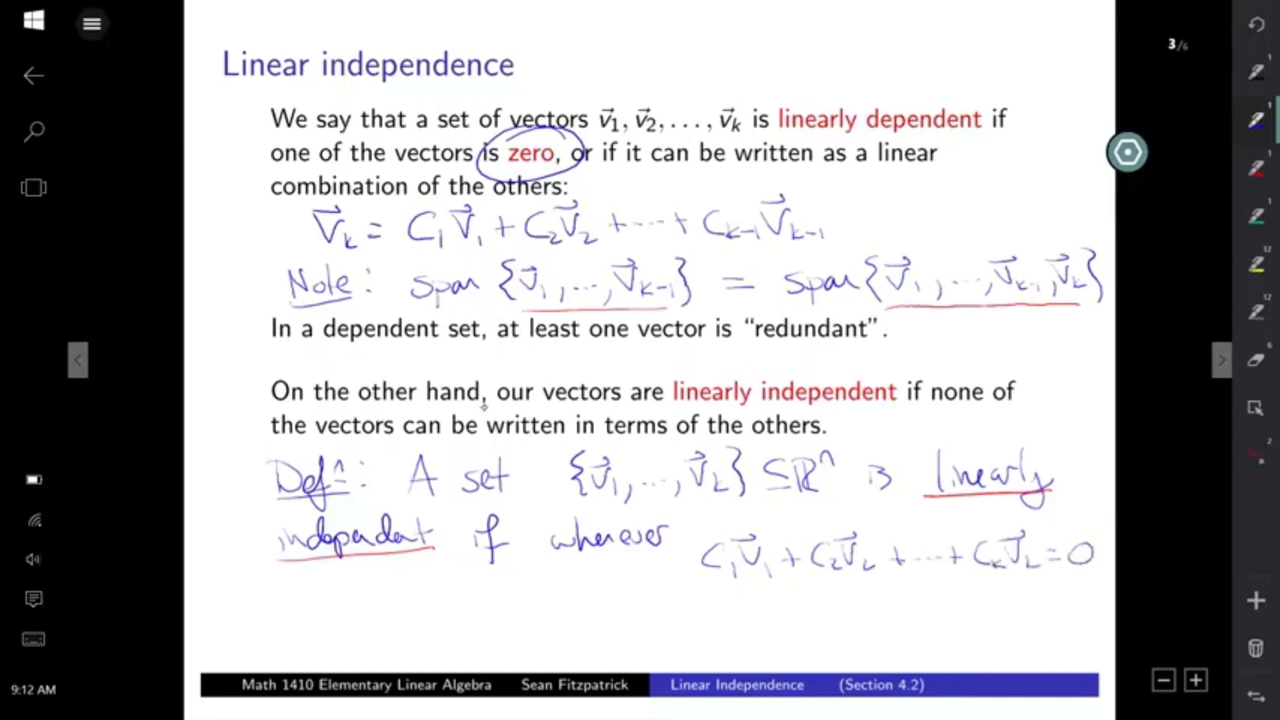 3/6
Linear independence
We say that a set of vectors v⃗₁, v⃗₂, . . . , v⃗ₖ is linearly dependent if
one of the vectors is zero, or if it can be written as a linear
combination of the others:
v⃗ₖ = C₁v⃗₁ + C₂v⃗₂ + ··· + Cₖ₋₁v⃗ₖ₋₁
Note: span {v⃗₁, ..., v⃗ₖ₋₁} = span {v⃗₁, ..., v⃗ₖ₋₁, v⃗ₖ}
In a dependent set, at least one vector is “redundant”.
On the other hand, our vectors are linearly independent if none of
the vectors can be written in terms of the others.
Defⁿ: A set {v⃗₁, ..., v⃗ₖ} ⊆ ℝⁿ is linearly
independent if whenever C₁v⃗₁ + C₂v⃗₂ + ··· + Cₖv⃗ₖ = 0
Math 1410 Elementary Linear Algebra Sean Fitzpatrick Linear Independence (Section 4.2)
9:12 AM